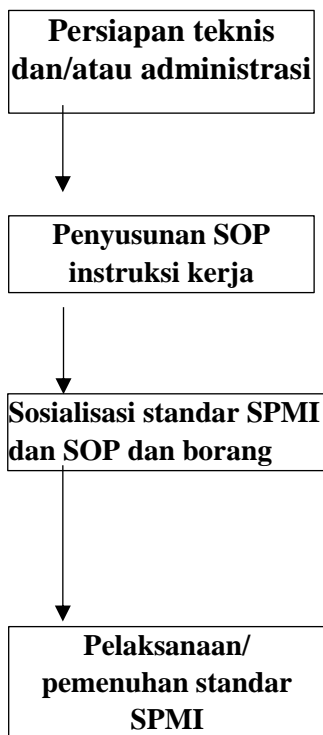 Persiapan teknis
dan/atau administrasi
Penyusunan SOP
instruksi kerja
Sosialisasi standar SPMI
dan SOP dan borang
Pelaksanaan/
pemenuhan standar
SPMI